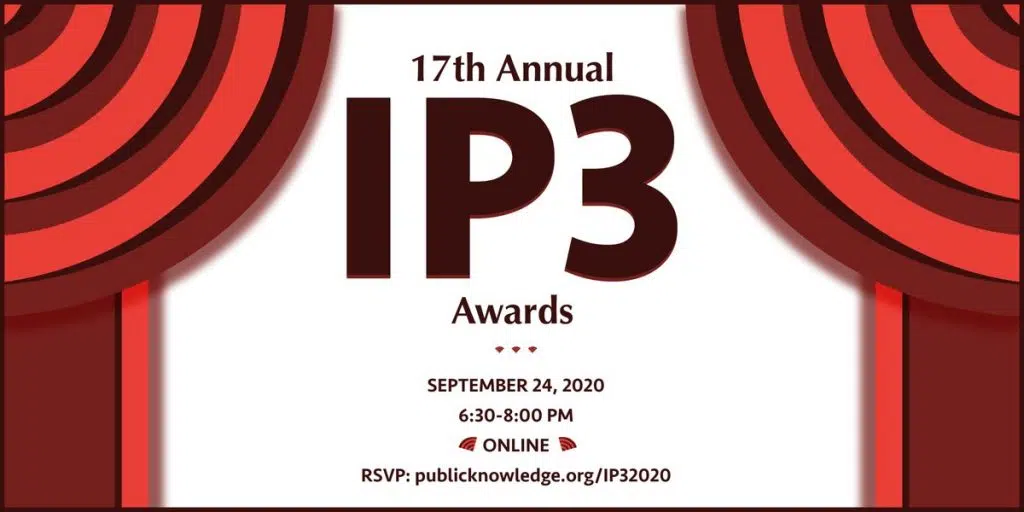 17th Annual
IP3
Awards
SEPTEMBER 24, 2020
6:30-8:00 PM
ONLINE
RSVP: publicknowledge.org/IP32020